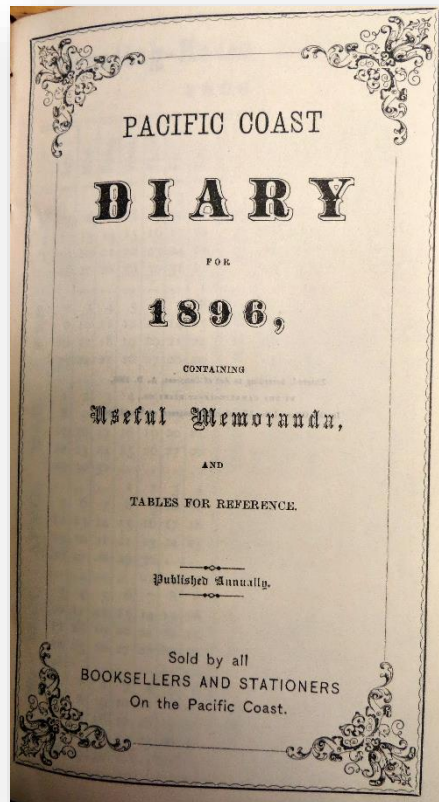 PACIFIC COAST
DIARY
FOR
1896,
CONTAINING
Useful Memoranda,
AND
TABLES FOR REFERENCE.
Published Annually.
Sold by all
BOOKSELLERS AND STATIONERS
On the Pacific Coast.